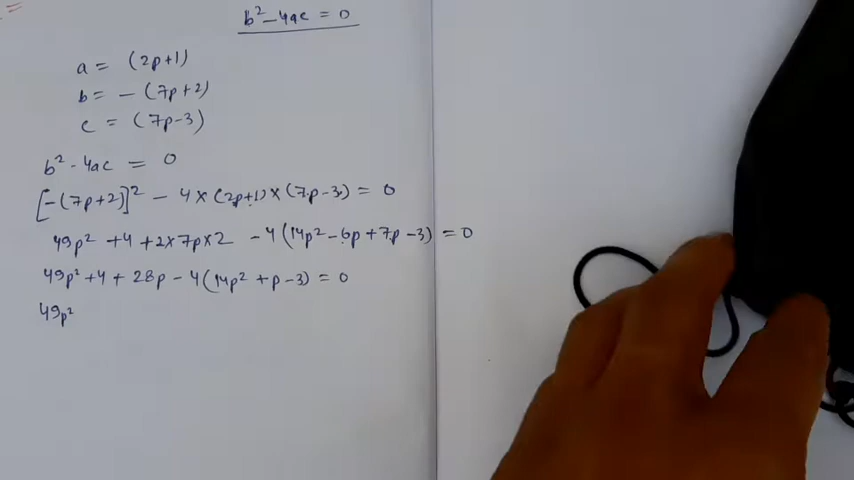 b² - 4ac = 0
a = (2p+1)
b = - (7p+2)
c = (7p-3)
b² - 4ac = 0
[-(7p+2)]² - 4 × (2p+1) × (7p-3) = 0
49p² + 4 + 2×7p×2 - 4(14p² - 6p + 7p - 3) = 0
49p² + 4 + 28p - 4(14p² + p - 3) = 0
49p²